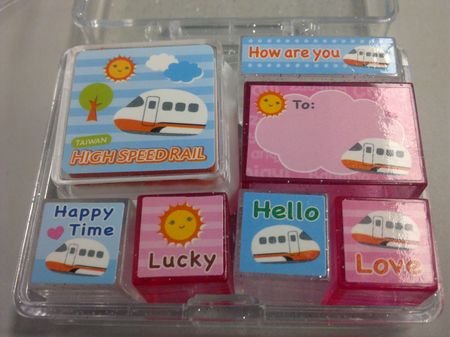 How are you
TAIWAN
HIGH SPEED RAIL
To:
Happy
Time
Lucky
Hello
Love